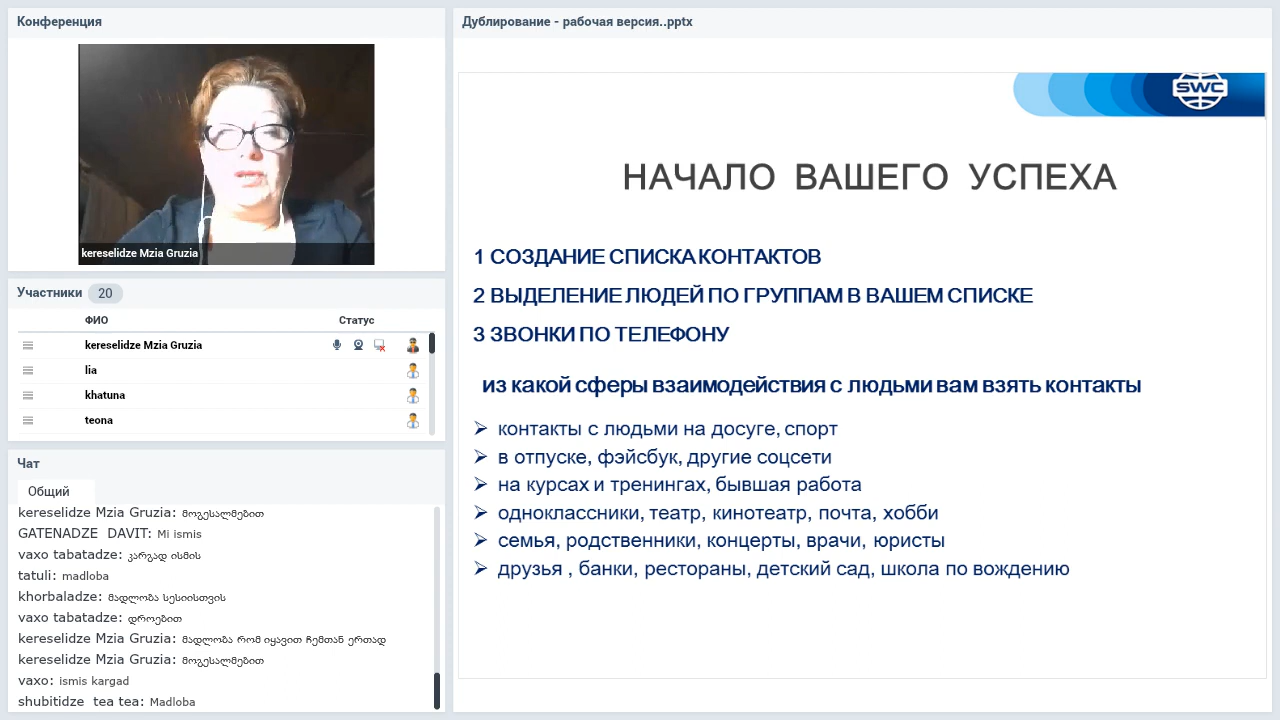 Конференция
kereselidze Mzia Gruzia
Участники 20
ФИО Статус
kereselidze Mzia Gruzia
lia
khatuna
teona
Чат
Общий
kereselidze Mzia Gruzia: მოგესალმებით
GATENADZE DAVIT: Mi ismis
vaxo tabatadze: კარგად ისმის
tatuli: madloba
khorbaladze: მადლობა სესიისთვის
vaxo tabatadze: დროებით
kereselidze Mzia Gruzia: მადლობა რომ იყავით ჩემთან ერთად
kereselidze Mzia Gruzia: მოგესალმებით
vaxo: ismis kargad
shubitidze tea tea: Madloba
Дублирование - рабочая версия..pptx
SWC
НАЧАЛО ВАШЕГО УСПЕХА
1 СОЗДАНИЕ СПИСКА КОНТАКТОВ
2 ВЫДЕЛЕНИЕ ЛЮДЕЙ ПО ГРУППАМ В ВАШЕМ СПИСКЕ
3 ЗВОНКИ ПО ТЕЛЕФОНУ
из какой сферы взаимодействия с людьми вам взять контакты
➢ контакты с людьми на досуге, спорт
➢ в отпуске, фэйсбук, другие соцсети
➢ на курсах и тренингах, бывшая работа
➢ одноклассники, театр, кинотеатр, почта, хобби
➢ семья, родственники, концерты, врачи, юристы
➢ друзья , банки, рестораны, детский сад, школа по вождению